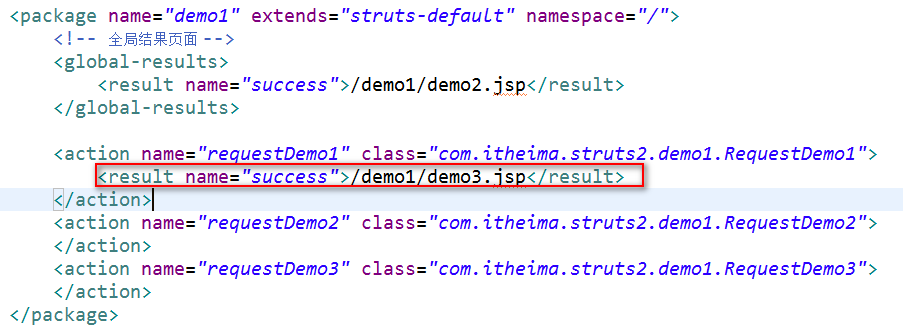 <package name="demo1" extends="struts-default" namespace="/">
<!-- 全局结果页面 -->
<global-results>
<result name="success">/demo1/demo2.jsp</result>
</global-results>
<action name="requestDemo1" class="com.itheima.struts2.demo1.RequestDemo1">
<result name="success">/demo1/demo3.jsp</result>
</action>
<action name="requestDemo2" class="com.itheima.struts2.demo1.RequestDemo2">
</action>
<action name="requestDemo3" class="com.itheima.struts2.demo1.RequestDemo3">
</action>
</package>